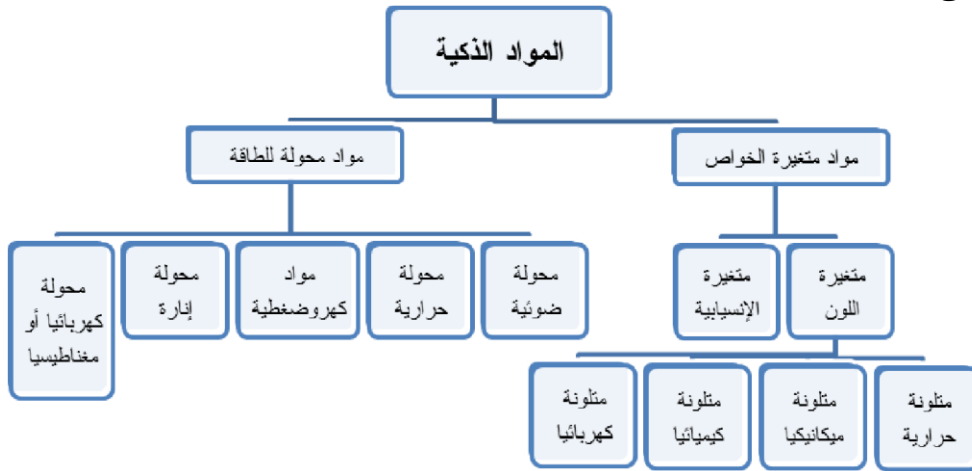 المواد الذكية
مواد متغيرة الخواص
مواد محولة للطاقة
متغيرة
اللون
متغيرة
الإنسيابية
محولة
ضوئية
محولة
حرارية
مواد
كهروضغطية
محولة
إنارة
محولة
كهربائيا أو
مغناطيسيا
متلونة
حرارية
متلونة
ميكانيكيا
متلونة
كيميائيا
متلونة
كهربائيا